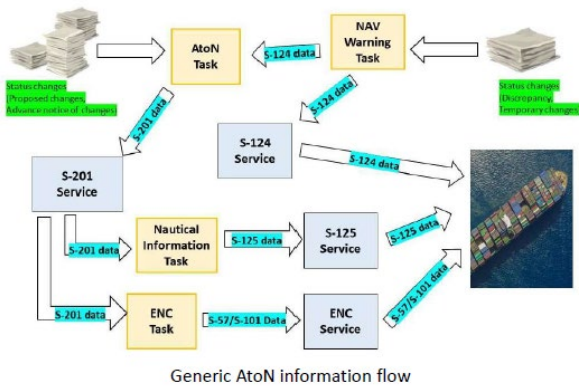 AtoN
Task
S-124 data
NAV
Warning
Task
Status changes
(Proposed changes,
Advance notice of changes)
Status changes
(Discrepancy,
Temporary changes)
S-201 data
S-124 data
S-124
Service
S-124 data
S-201
Service
S-201 data
Nautical
Information
Task
S-125 data
S-125
Service
S-125 data
S-201 data
ENC
Task
S-57/S-101 Data
ENC
Service
S-57/S-101 Data
Generic AtoN information flow